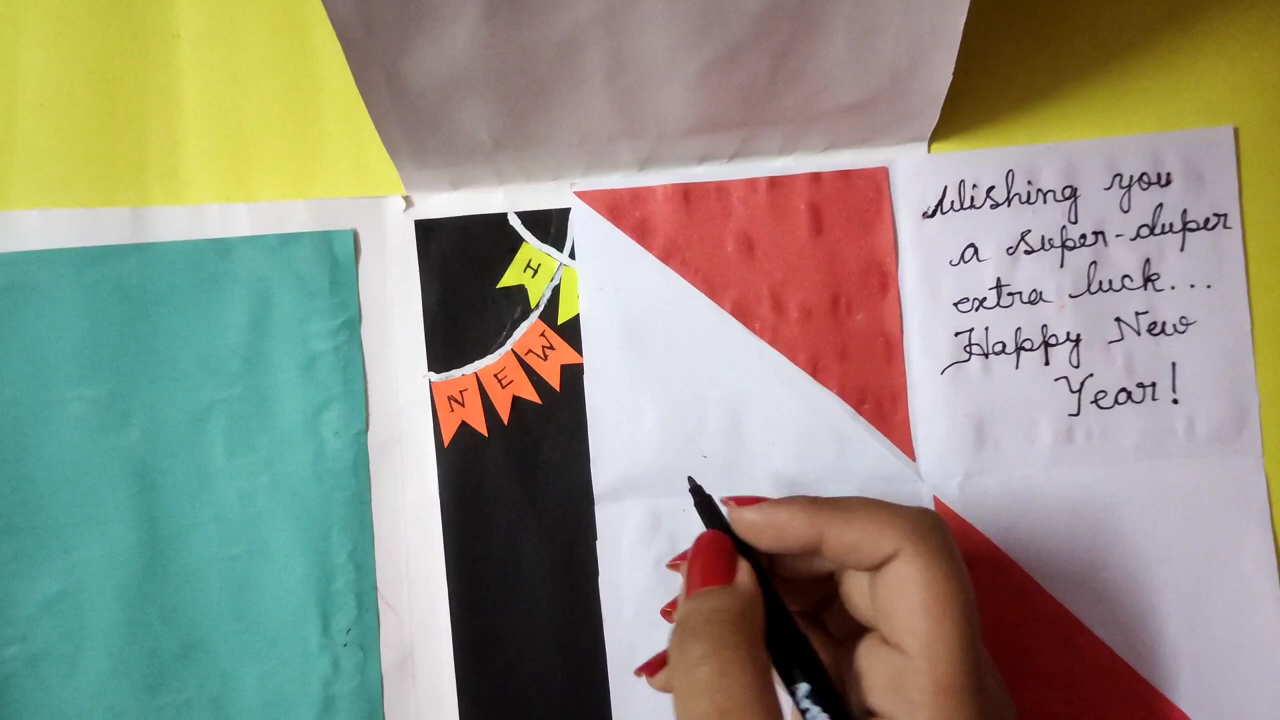 H
NEW
Wishing you
a super-duper
extra luck...
Happy New
Year!